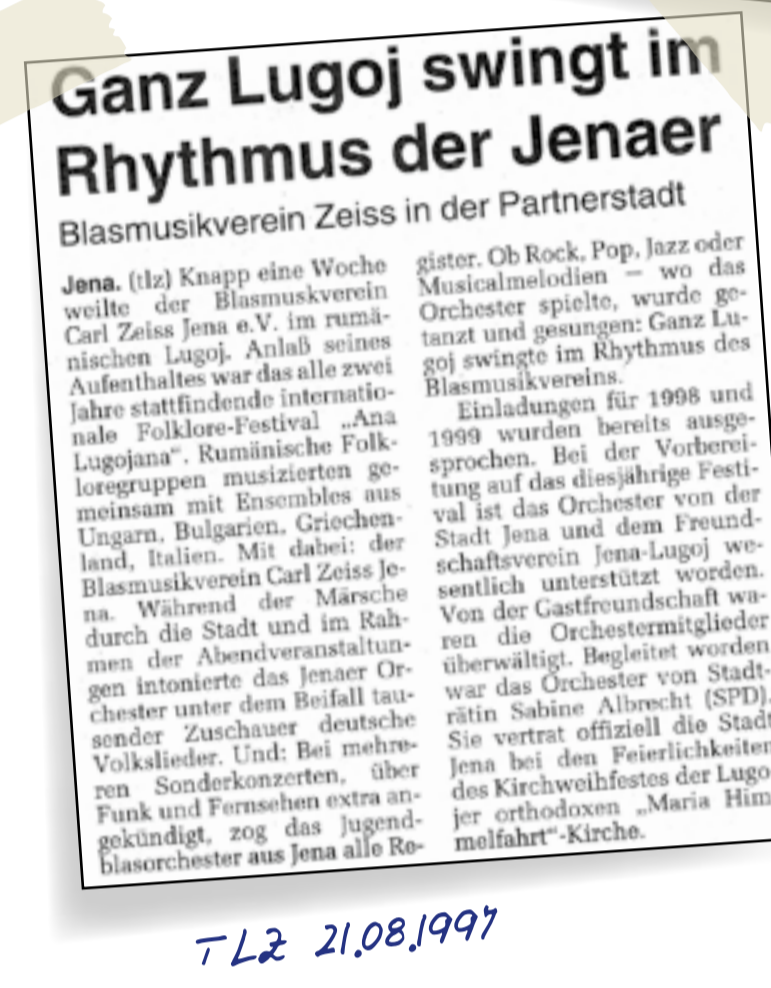 Ganz Lugoj swingt im
Rhythmus der Jenaer
Blasmusikverein Zeiss in der Partnerstadt
Jena. (tlz) Knapp eine Woche
weilte der Blasmuskverein
Carl Zeiss Jena e.V. im rumä-
nischen Lugoj. Anlaß seines
Aufenthaltes war das alle zwei
Jahre stattfindende internatio-
nale Folklore-Festival „Ana
Lugojana“. Rumänische Folk-
loregruppen musizierten ge-
meinsam mit Ensembles aus
Ungarn, Bulgarien, Griechen-
land, Italien. Mit dabei: der
Blasmusikverein Carl Zeiss Je-
na. Während der Märsche
durch die Stadt und im Rah-
men der Abendveranstaltun-
gen intonierte das Jenaer Or-
chester unter dem Beifall tau-
sender Zuschauer deutsche
Volkslieder. Und: Bei mehre-
ren Sonderkonzerten, über
Funk und Fernsehen extra an-
gekündigt, zog das Jugend-
blasorchester aus Jena alle Re-
gister. Ob Rock, Pop, Jazz oder
Musicalmelodien — wo das
Orchester spielte, wurde ge-
tanzt und gesungen: Ganz Lu-
goj swingte im Rhythmus des
Blasmusikvereins.
Einladungen für 1998 und
1999 wurden bereits ausge-
sprochen. Bei der Vorberei-
tung auf das diesjährige Festi-
val ist das Orchester von der
Stadt Jena und dem Freund-
schaftsverein Jena-Lugoj we-
sentlich unterstützt worden.
Von der Gastfreundschaft wa-
ren die Orchestermitglieder
überwältigt. Begleitet worden
war das Orchester von Stadt-
rätin Sabine Albrecht (SPD).
Sie vertrat offiziell die Stadt
Jena bei den Feierlichkeiten
des Kirchweihfestes der Lugo
jer orthodoxen „Maria Him
melfahrt“-Kirche.
TLZ 21.08.1997